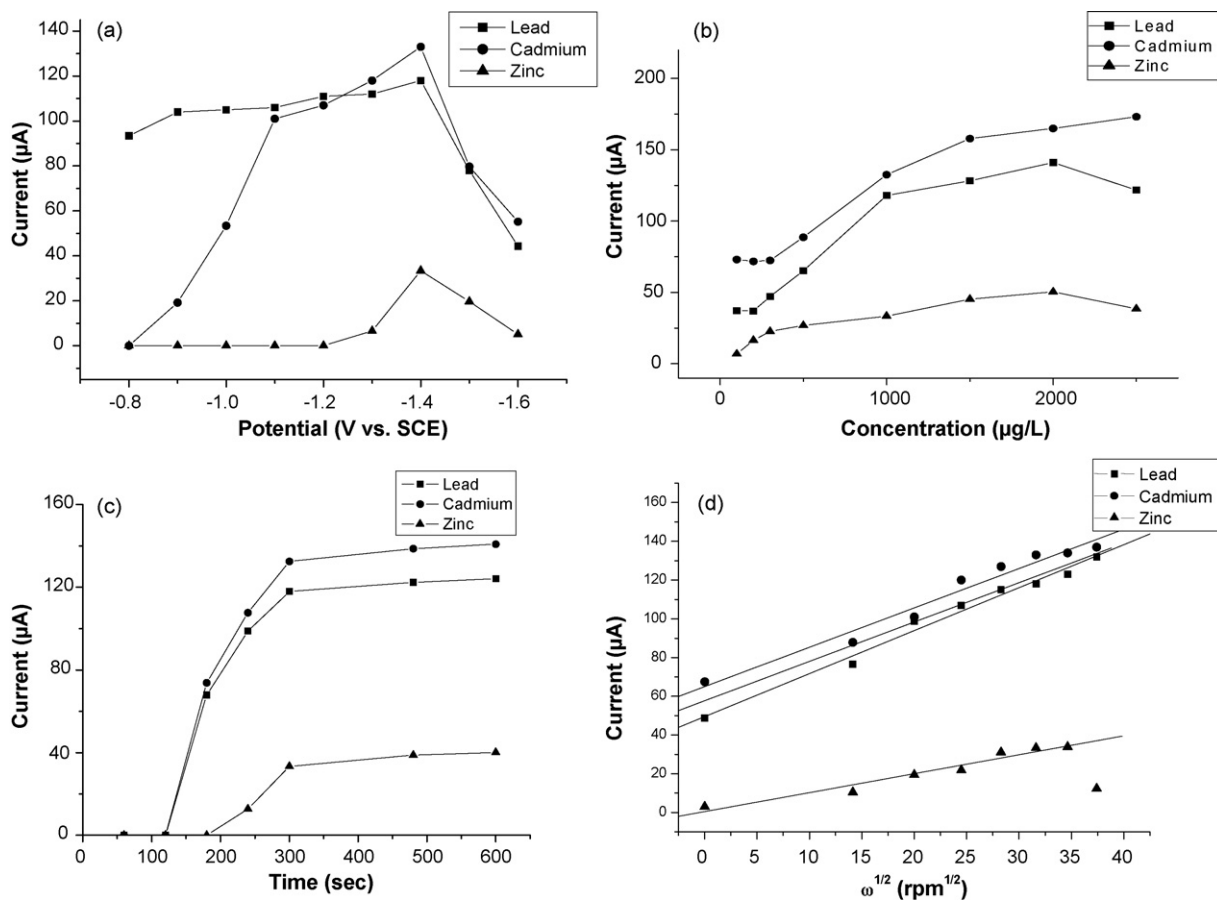 (a)
Lead
Cadmium
Zinc
140
120
100
80
60
40
20
0
Current (µA)
-0.8 -1.0 -1.2 -1.4 -1.6
Potential (V vs. SCE)
(b)
Lead
Cadmium
Zinc
200
150
100
50
0
Current (µA)
0 1000 2000
Concentration (µg/L)
(c)
Lead
Cadmium
Zinc
160
120
80
40
0
Current (µA)
0 100 200 300 400 500 600
Time (sec)
(d)
Lead
Cadmium
Zinc
160
140
120
100
80
60
40
20
0
Current (µA)
0 5 10 15 20 25 30 35 40
ω1/2 (rpm1/2)